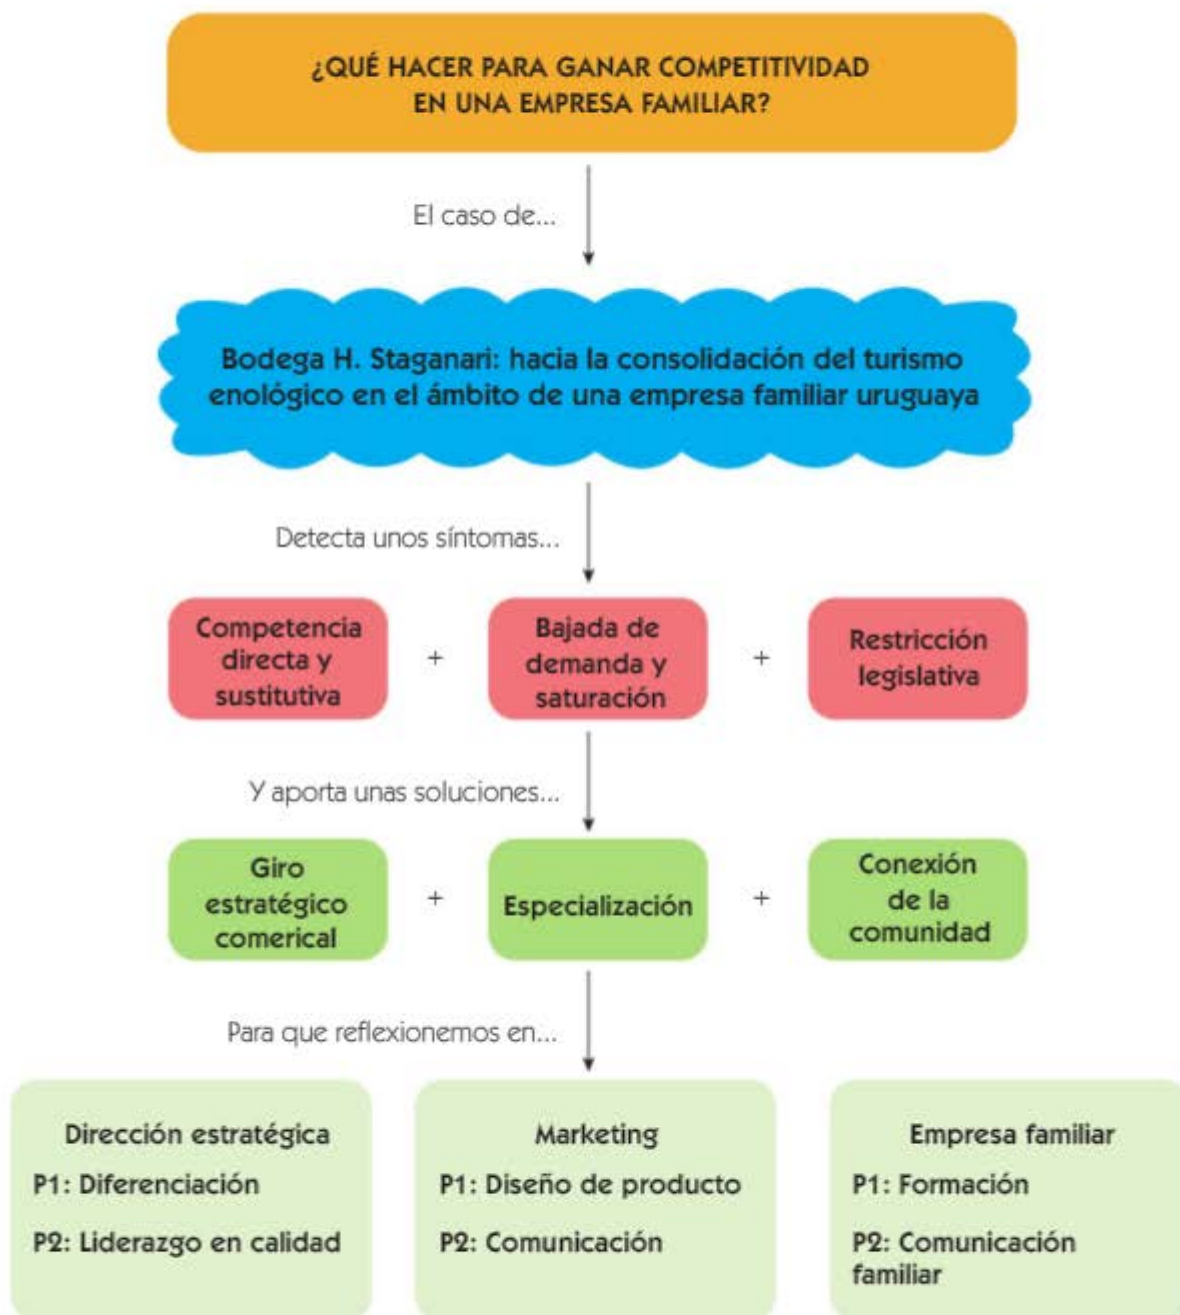 ¿QUÉ HACER PARA GANAR COMPETITIVIDAD
EN UNA EMPRESA FAMILIAR?
El caso de...
Bodega H. Staganari: hacia la consolidación del turismo
enológico en el ámbito de una empresa familiar uruguaya
Detecta unos síntomas...
Competencia
directa y
sustitutiva
+
Bajada de
demanda y
saturación
+
Restricción
legislativa
Y aporta unas soluciones...
Giro
estratégico
comerical
+
Especialización
+
Conexión
de la
comunidad
Para que reflexionemos en...
Dirección estratégica
P1: Diferenciación
P2: Liderazgo en calidad
Marketing
P1: Diseño de producto
P2: Comunicación
Empresa familiar
P1: Formación
P2: Comunicación
familiar